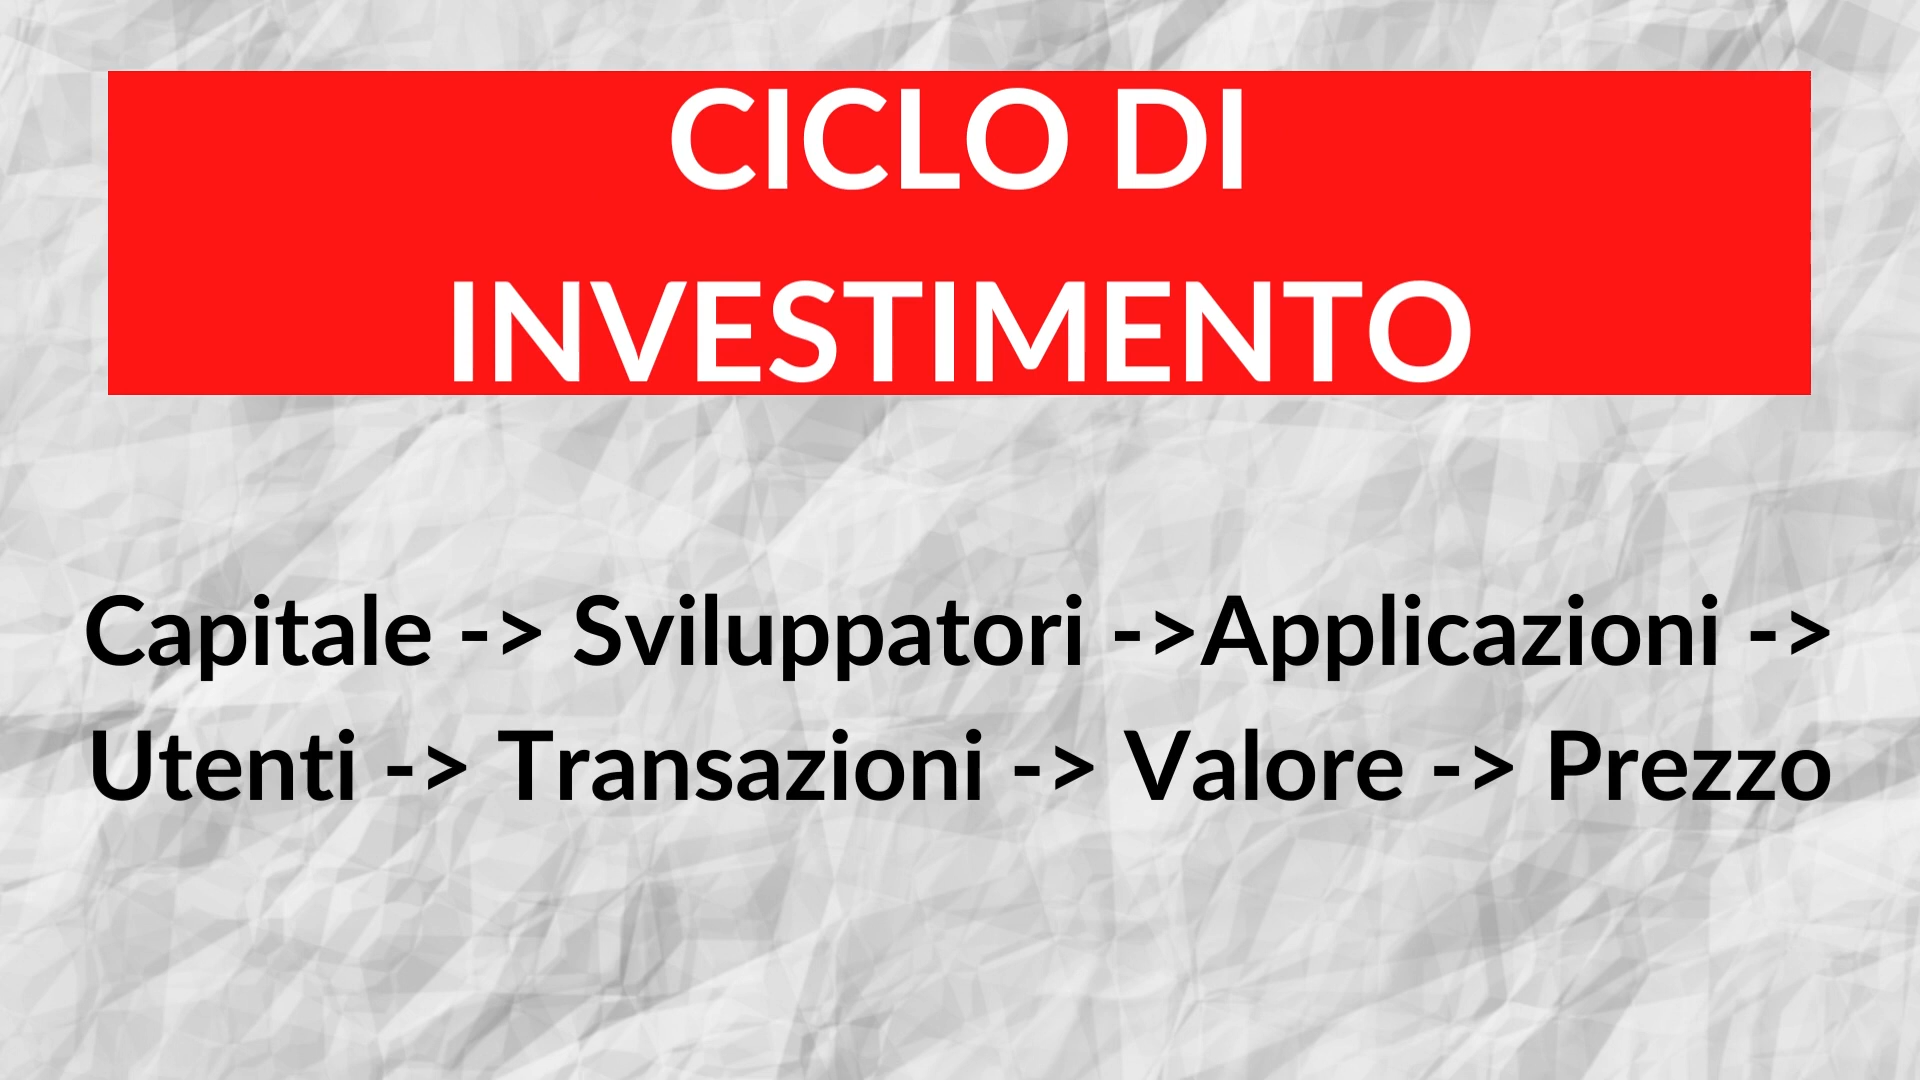 CICLO DI
INVESTIMENTO
Capitale -> Sviluppatori ->Applicazioni ->
Utenti -> Transazioni -> Valore -> Prezzo